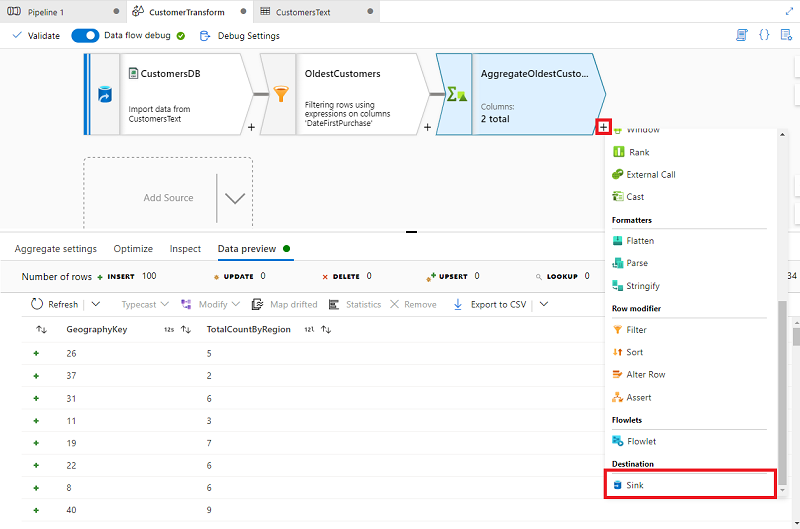 Pipeline 1
CustomerTransform
CustomersText
Validate
Data flow debug
Debug Settings
CustomersDB
Import data from
CustomersText
+
OldestCustomers
Filtering rows using
expressions on columns
'DateFirstPurchase'
+
AggregateOldestCusto...
Columns:
2 total
+
Add Source
Window
Rank
External Call
Cast
Formatters
Flatten
Parse
Stringify
Row modifier
Filter
Sort
Alter Row
Assert
Flowlets
Flowlet
Destination
Sink
Aggregate settings
Optimize
Inspect
Data preview
Number of rows + INSERT 100 UPDATE 0 DELETE 0 UPSERT 0 LOOKUP 0 34
Refresh Typecast Modify Map drifted Statistics Remove Export to CSV
GeographyKey 12s TotalCountByRegion 12l
+ 26 5
+ 37 2
+ 31 6
+ 11 3
+ 19 7
+ 22 6
+ 8 6
+ 40 9